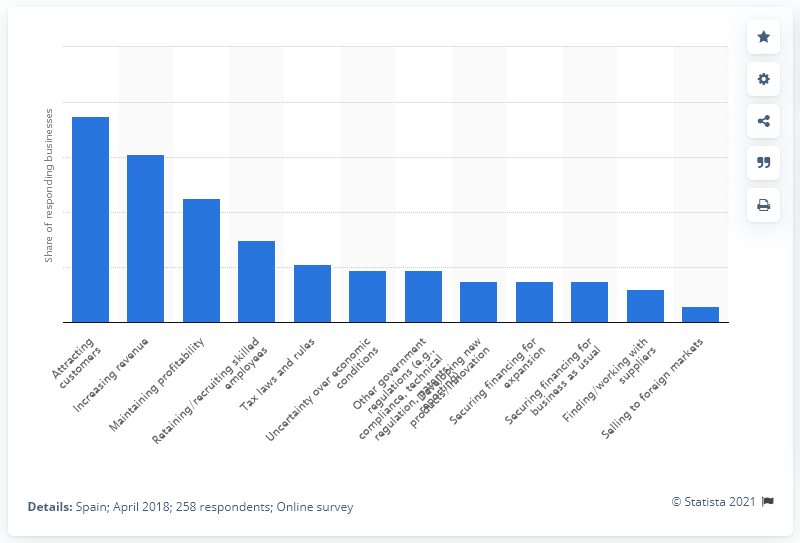 Share of responding businesses
Attracting
customers
Increasing revenue
Maintaining profitability
Retaining/recruiting skilled
employees
Tax laws and rules
Uncertainty over economic
conditions
Other government
regulations (e.g.,
compliance, technical
regulation, patents,
reporting)
Developing new
products/innovation
Securing financing for
expansion
Securing financing for
business as usual
Finding/working with
suppliers
Selling to foreign markets
Details: Spain; April 2018; 258 respondents; Online survey
© Statista 2021